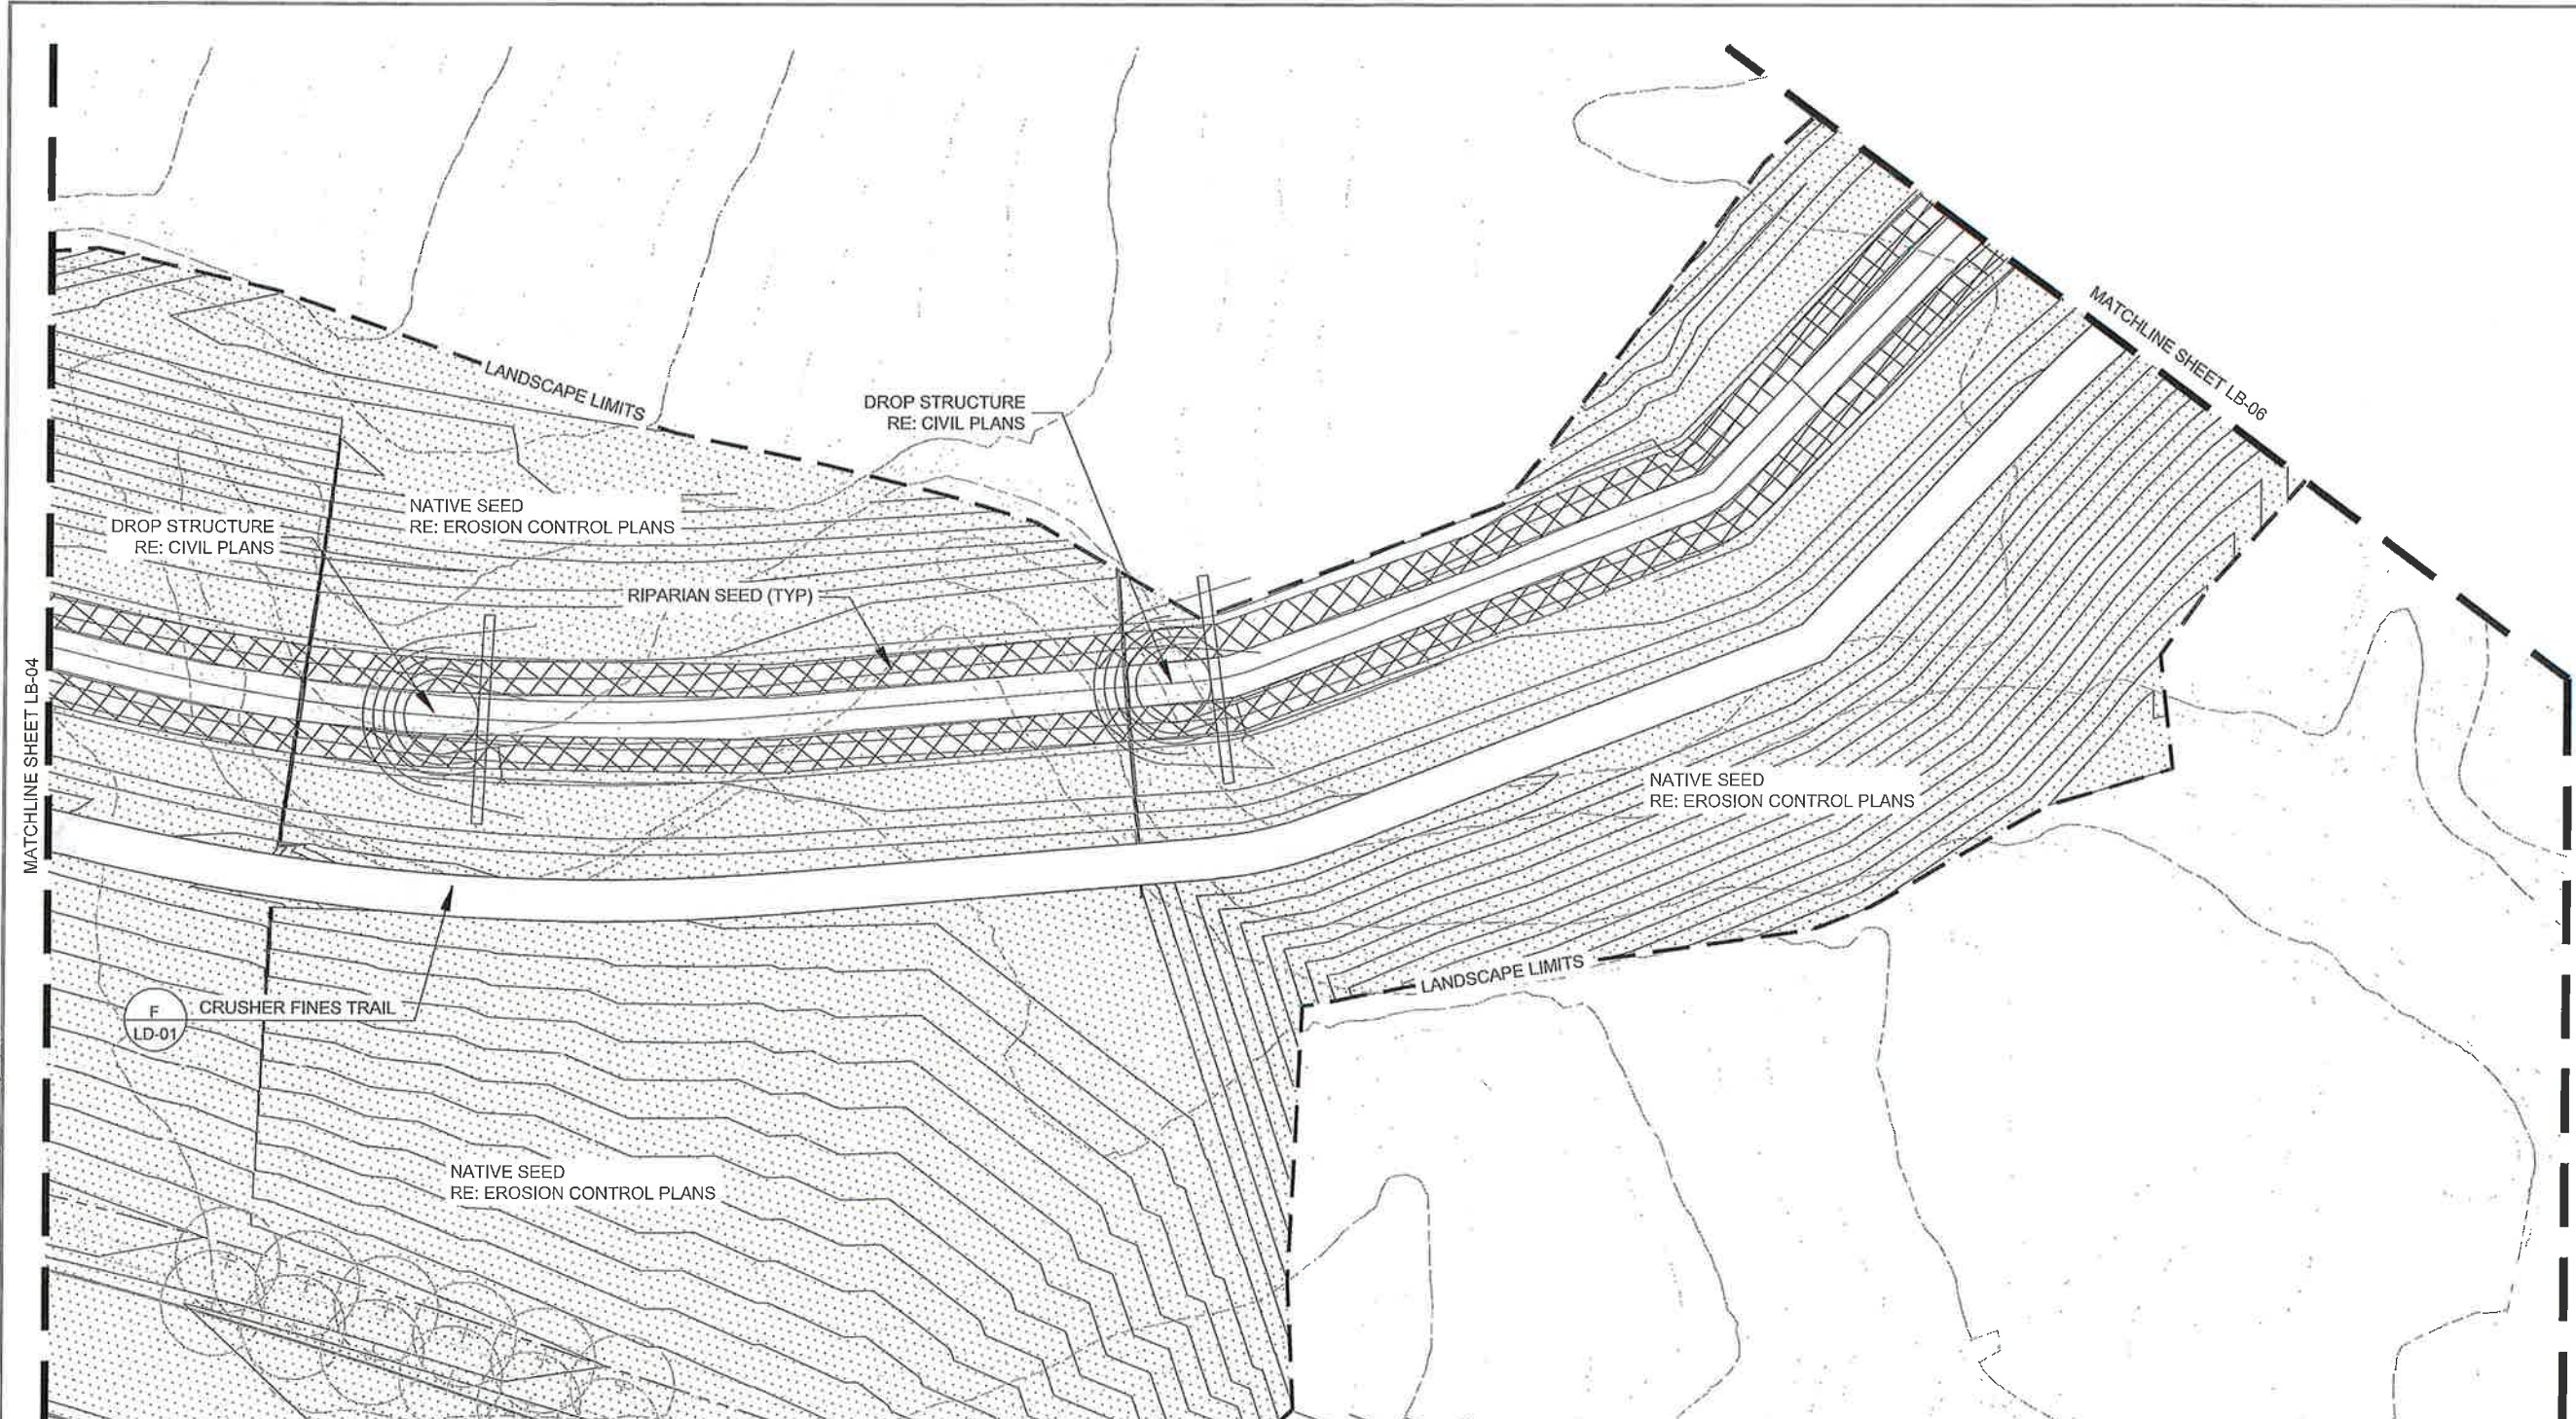 MATCHLINE SHEET LB-06
LANDSCAPE LIMITS
DROP STRUCTURE
RE: CIVIL PLANS
NATIVE SEED
RE: EROSION CONTROL PLANS
DROP STRUCTURE
RE: CIVIL PLANS
RIPARIAN SEED (TYP)
MATCHLINE SHEET LB-04
NATIVE SEED
RE: EROSION CONTROL PLANS
LANDSCAPE LIMITS
F
LD-01
CRUSHER FINES TRAIL
NATIVE SEED
RE: EROSION CONTROL PLANS